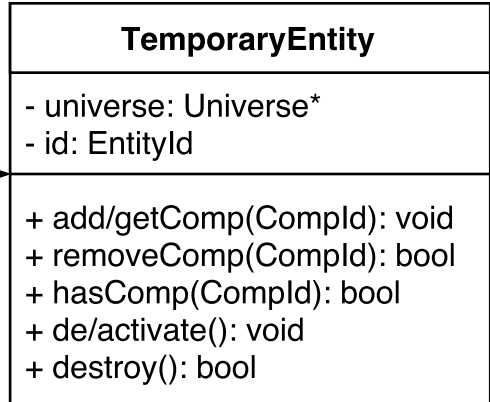 TemporaryEntity
- universe: Universe*
- id: EntityId
+ add/getComp(CompId): void
+ removeComp(CompId): bool
+ hasComp(CompId): bool
+ de/activate(): void
+ destroy(): bool